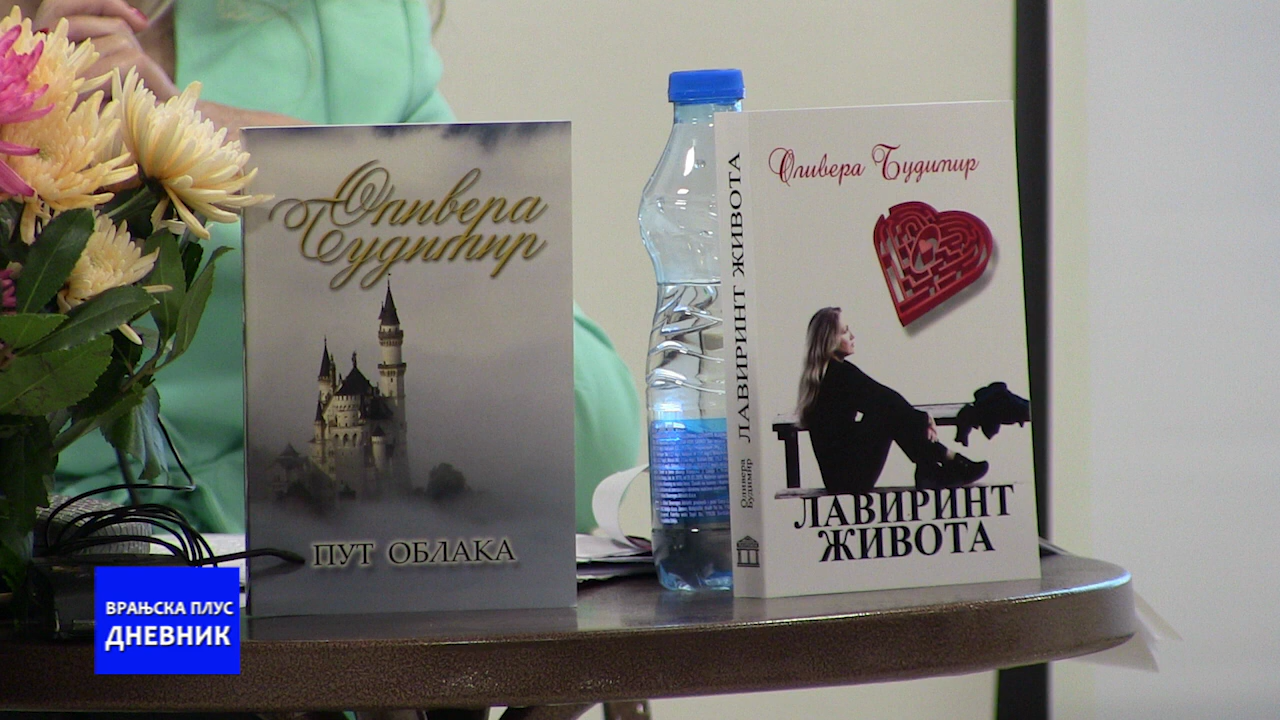 Оливера
Будимир
ПУТ ОБЛАКА
ЛАВИРИНТ ЖИВОТА
Оливера
Будимир
Оливера Будимир
ЛАВИРИНТ
ЖИВОТА
ВРАЊСКА ПЛУС
ДНЕВНИК